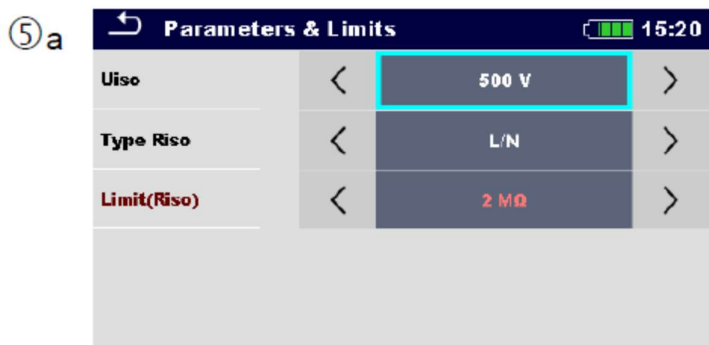 ⑤a
Parameters & Limits 15:20
Uiso 500 V
Type Riso L/N
Limit(Riso) 2 MΩ